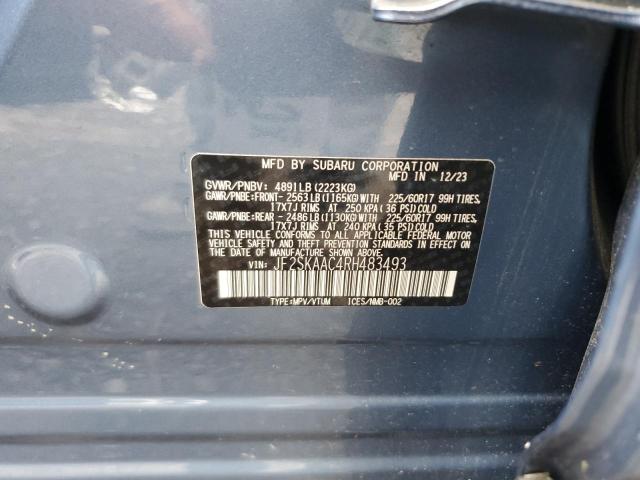 MFD BY SUBARU CORPORATION
MFD IN 12/23
GVWR/PNBV: 4891LB (2223KG)
GAWR/PNBE:FRONT-2563LB(1165KG)WITH 225/60R17 99H TIRES,
17X7J RIMS AT 250 KPA (36 PSI)COLD
GAWR/PNBE:REAR -2486LB(1130KG)WITH 225/60R17 99H TIRES,
17X7J RIMS AT 240 KPA (35 PSI)COLD
THIS VEHICLE CONFORMS TO ALL APPLICABLE FEDERAL MOTOR
VEHICLE SAFETY AND THEFT PREVENTION STANDARDS IN EFFECT ON
THE DATE OF MANUFACTURE SHOWN ABOVE.
VIN: JF2SKAAC4RH483493
TYPE:MPV/VTUM ICES/NMB-002